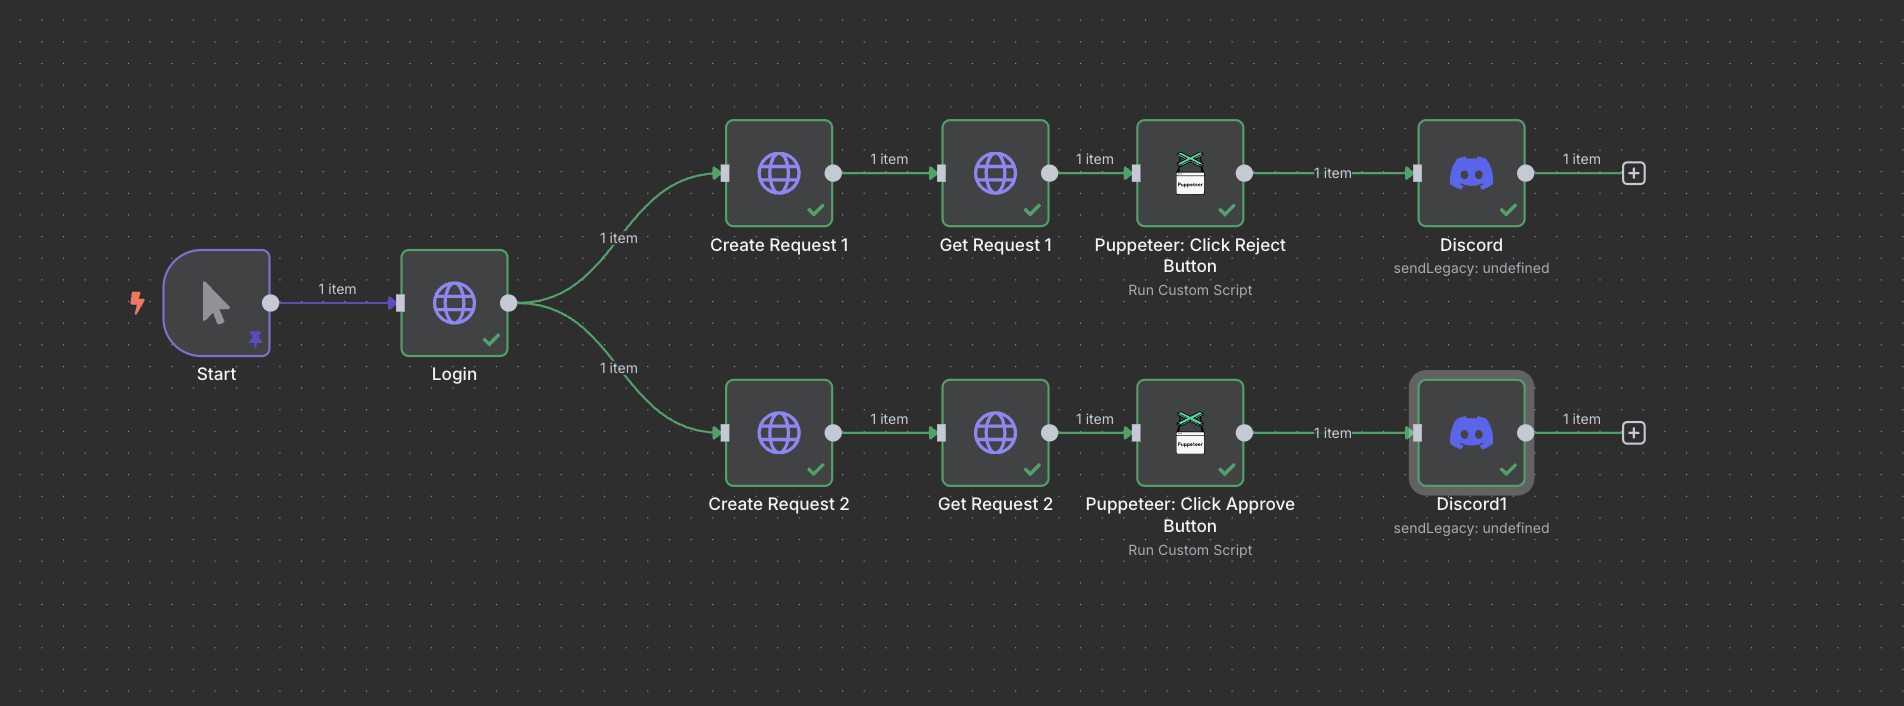 1 item
Start
1 item
1 item
Login
1 item
1 item
Puppeteer
1 item
1 item
Create Request 1
Get Request 1
Puppeteer: Click Reject
Button
Run Custom Script
Discord
sendLegacy: undefined
1 item
1 item
Puppeteer
1 item
1 item
Create Request 2
Get Request 2
Puppeteer: Click Approve
Button
Run Custom Script
Discord1
sendLegacy: undefined